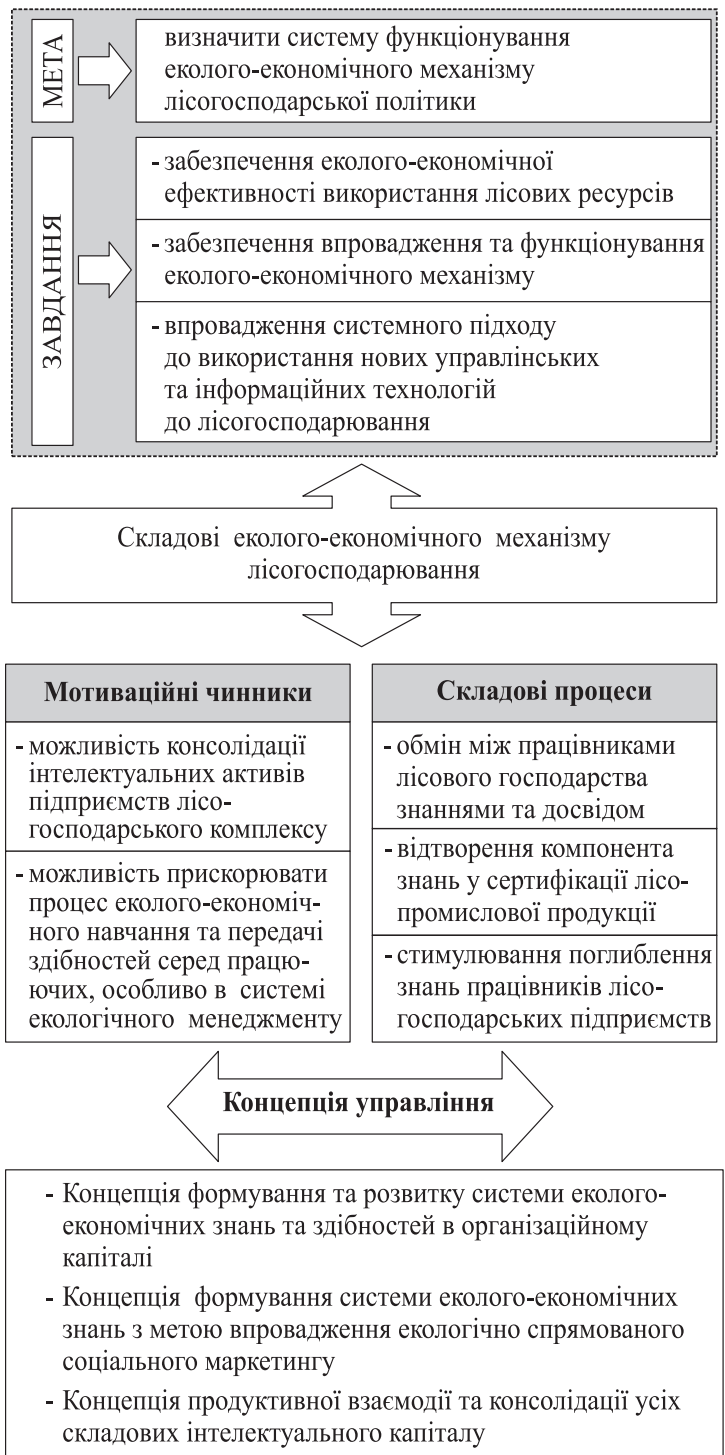 МЕТА
визначити систему функціонування
еколого-економічного механізму
лісогосподарської політики
ЗАВДАННЯ
- забезпечення еколого-економічної
ефективності використання лісових ресурсів
- забезпечення впровадження та функціонування
еколого-економічного механізму
- впровадження системного підходу
до використання нових управлінських
та інформаційних технологій
до лісогосподарювання
Складові еколого-економічного механізму
лісогосподарювання
Мотиваційні чинники
- можливість консолідації
інтелектуальних активів
підприємств лісо-
господарського комплексу
- можливість прискорювати
процес еколого-економіч-
ного навчання та передачі
здібностей серед працю-
ючих, особливо в системі
екологічного менеджменту
Складові процеси
- обмін між працівниками
лісового господарства
знаннями та досвідом
- відтворення компонента
знань у сертифікації лісо-
промислової продукції
- стимулювання поглиблення
знань працівників лісо-
господарських підприємств
Концепція управління
- Концепція формування та розвитку системи еколого-
економічних знань та здібностей в організаційному
капіталі
- Концепція формування системи еколого-економічних
знань з метою впровадження екологічно спрямованого
соціального маркетингу
- Концепція продуктивної взаємодії та консолідації усіх
складових інтелектуального капіталу